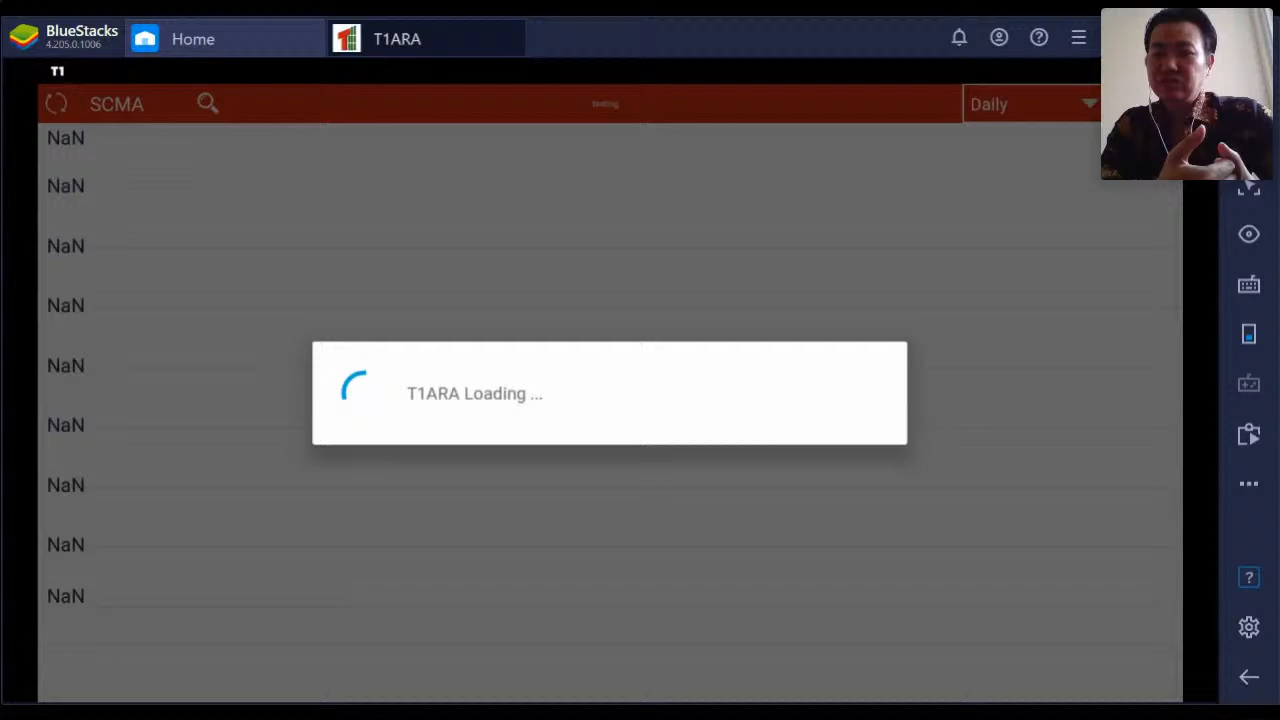 BlueStacks
4.205.0.1006
Home
T1ARA
T1
SCMA
testing
Daily
NaN
NaN
NaN
NaN
NaN
NaN
NaN
NaN
NaN
T1ARA Loading ...